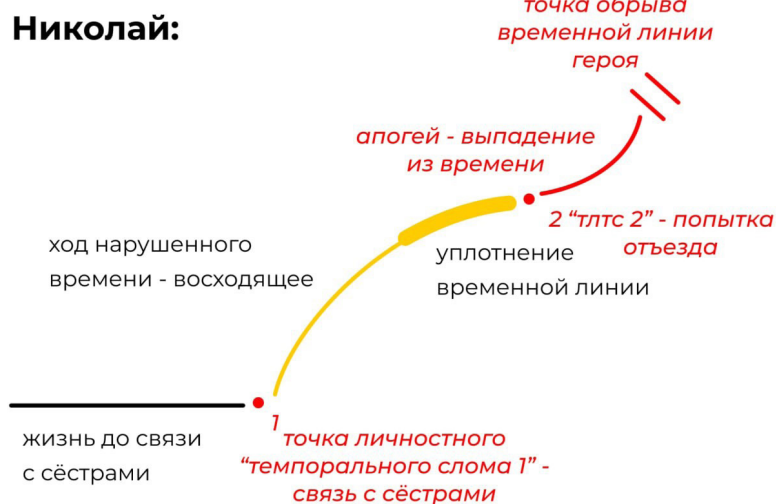 точка обрыва
временной линии
героя
Николай:
апогей - выпадение
из времени
2 “тлтс 2” - попытка
отъезда
ход нарушенного
времени - восходящее
уплотнение
временной линии
1
точка личностного
“темпорального слома 1” -
связь с сёстрами
жизнь до связи
с сёстрами